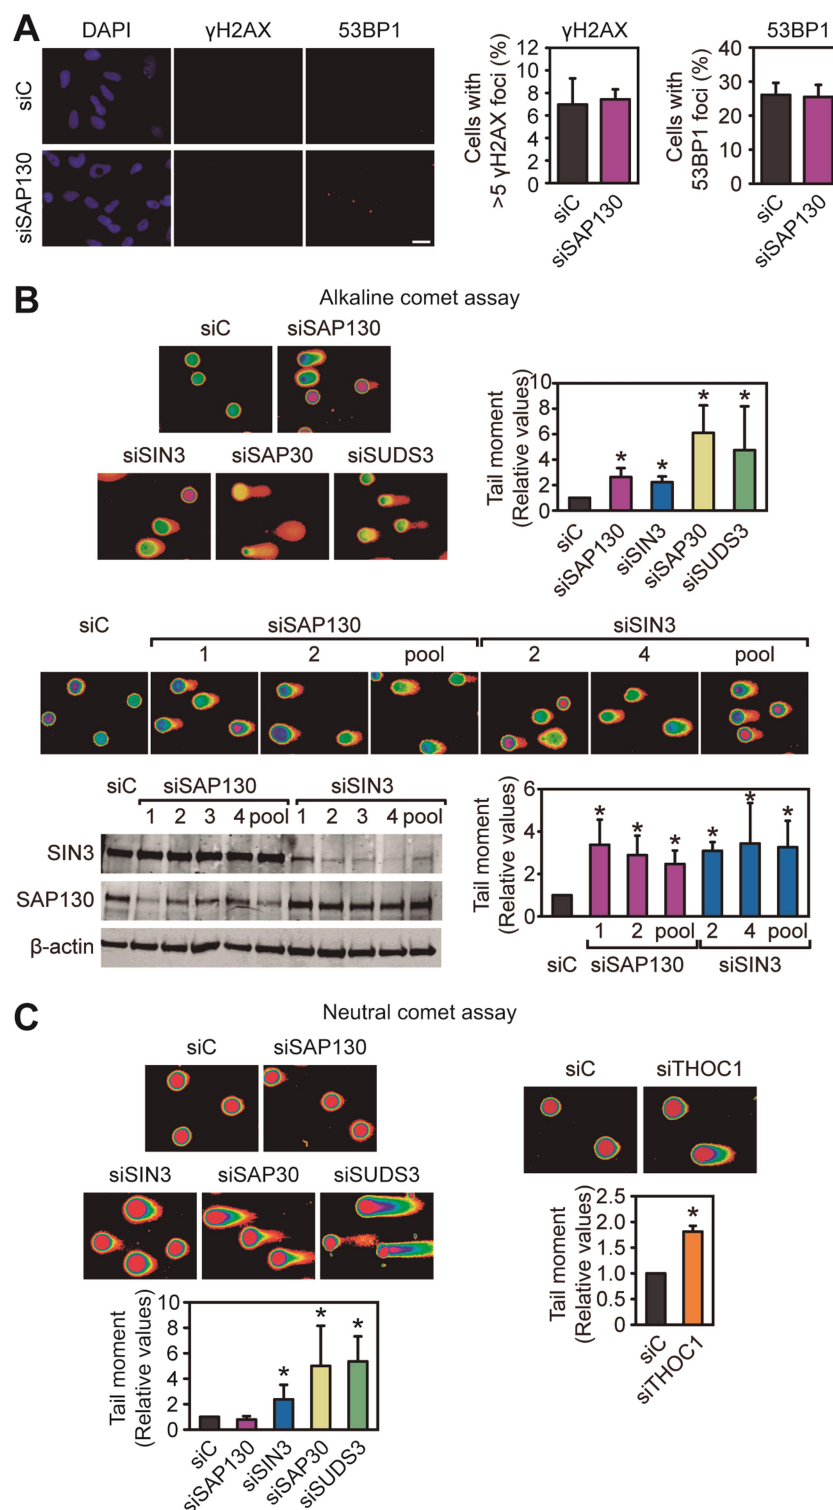 A
DAPI γH2AX 53BP1
siC
siSAP130
γH2AX
Cells with
>5 γH2AX foci (%)
12
10
8
6
4
2
0
siC
siSAP130
53BP1
Cells with
53BP1 foci (%)
40
30
20
10
0
siC
siSAP130
B
Alkaline comet assay
siC siSAP130
siSIN3 siSAP30 siSUDS3
Tail moment
(Relative values)
10
8
6
4
2
0
* * * *
siC
siSAP130
siSIN3
siSAP30
siSUDS3
siC siSAP130 siSIN3
1 2 pool 2 4 pool
siC siSAP130 siSIN3
1 2 3 4 pool 1 2 3 4 pool
SIN3
SAP130
β-actin
Tail moment
(Relative values)
6
4
2
0
* * * * * *
1 2 pool 2 4 pool
siC siSAP130 siSIN3
C
Neutral comet assay
siC siSAP130
siSIN3 siSAP30 siSUDS3
Tail moment
(Relative values)
10
8
6
4
2
0
* * *
siC
siSAP130
siSIN3
siSAP30
siSUDS3
siC siTHOC1
Tail moment
(Relative values)
2.5
2.0
1.5
1.0
0.5
0
*
siC
siTHOC1